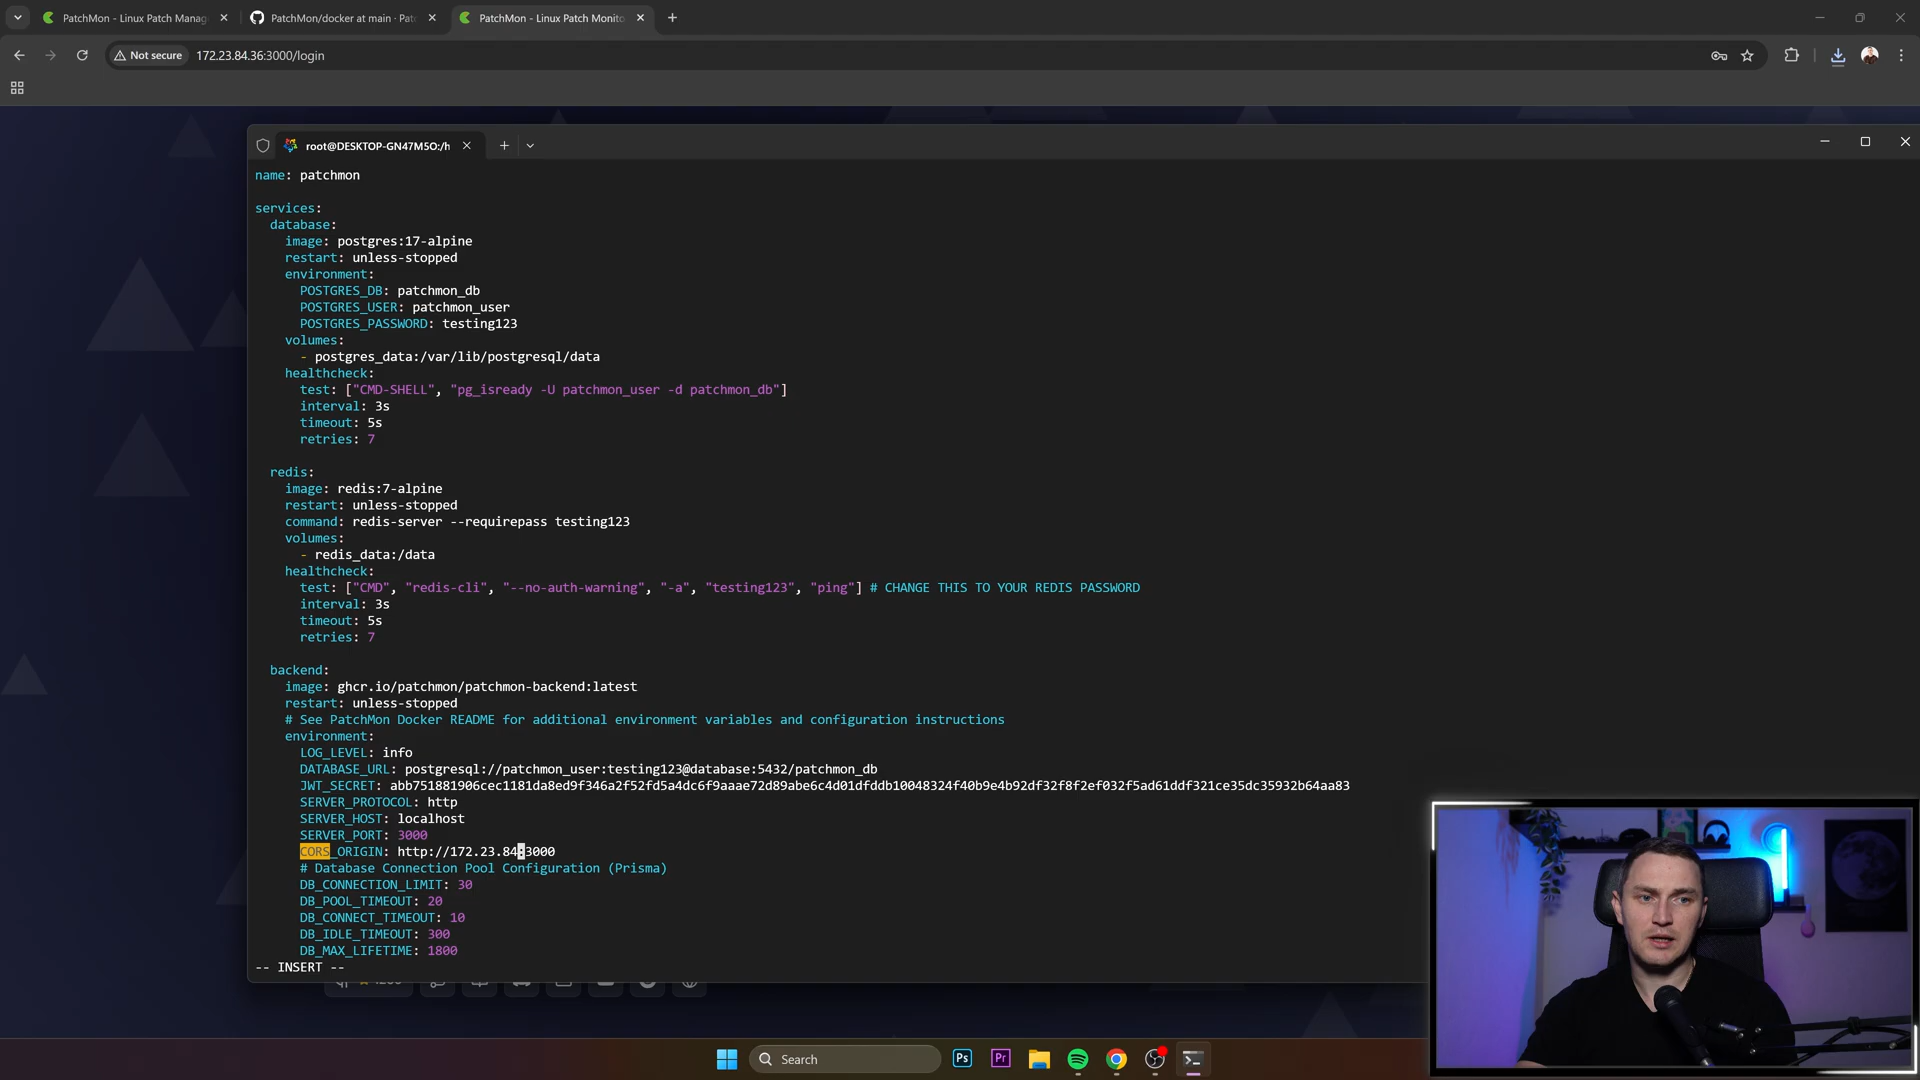 PatchMon - Linux Patch Manag
PatchMon/docker at main · Pat
PatchMon - Linux Patch Monito
Not secure
172.23.84.36:3000/login
root@DESKTOP-GN47M5O:/h
name: patchmon
services:
database:
image: postgres:17-alpine
restart: unless-stopped
environment:
POSTGRES_DB: patchmon_db
POSTGRES_USER: patchmon_user
POSTGRES_PASSWORD: testing123
volumes:
- postgres_data:/var/lib/postgresql/data
healthcheck:
test: ["CMD-SHELL", "pg_isready -U patchmon_user -d patchmon_db"]
interval: 3s
timeout: 5s
retries: 7
redis:
image: redis:7-alpine
restart: unless-stopped
command: redis-server --requirepass testing123
volumes:
- redis_data:/data
healthcheck:
test: ["CMD", "redis-cli", "--no-auth-warning", "-a", "testing123", "ping"] # CHANGE THIS TO YOUR REDIS PASSWORD
interval: 3s
timeout: 5s
retries: 7
backend:
image: ghcr.io/patchmon/patchmon-backend:latest
restart: unless-stopped
# See PatchMon Docker README for additional environment variables and configuration instructions
environment:
LOG_LEVEL: info
DATABASE_URL: postgresql://patchmon_user:testing123@database:5432/patchmon_db
JWT_SECRET: abb751881906cec1181da8ed9f346a2f52fd5a4dc6f9aaae72d89abe6c4d01dfddb10048324f40b9e4b92df32f8f2ef032f5ad61ddf321ce35dc35932b64aa83
SERVER_PROTOCOL: http
SERVER_HOST: localhost
SERVER_PORT: 3000
CORS_ORIGIN: http://172.23.84:3000
# Database Connection Pool Configuration (Prisma)
DB_CONNECTION_LIMIT: 30
DB_POOL_TIMEOUT: 20
DB_CONNECT_TIMEOUT: 10
DB_IDLE_TIMEOUT: 300
DB_MAX_LIFETIME: 1800
-- INSERT --
Search
Ps
Pr